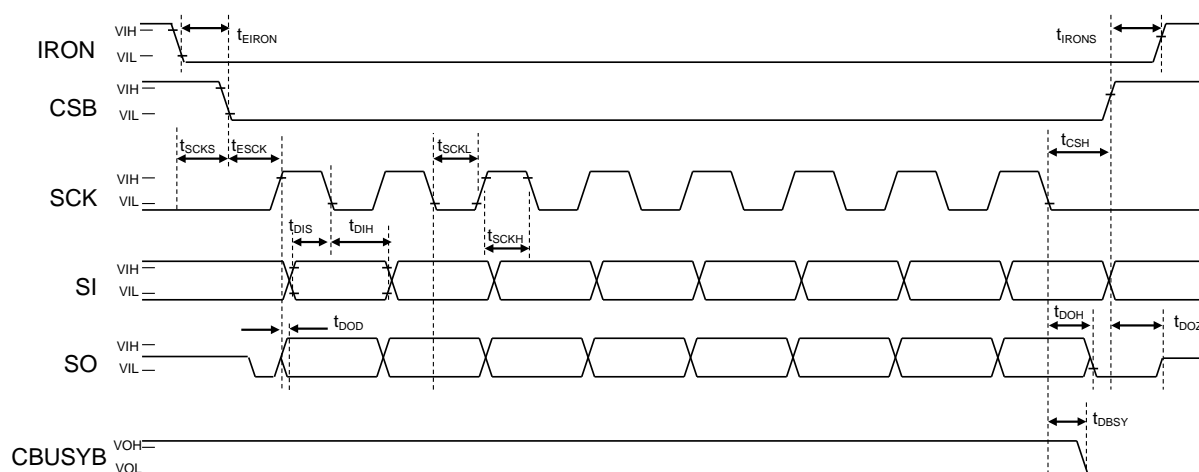 VIH
IRON
VIL
tEIRON
tIRONS
VIH
CSB
VIL
tSCKS
tESCK
tSCKL
tCSH
VIH
SCK
VIL
tDIS
tDIH
tSCKH
VIH
SI
VIL
tDOD
tDOH
tDOZ
VIH
SO
VIL
VOH
CBUSYB
VOL
tDBSY